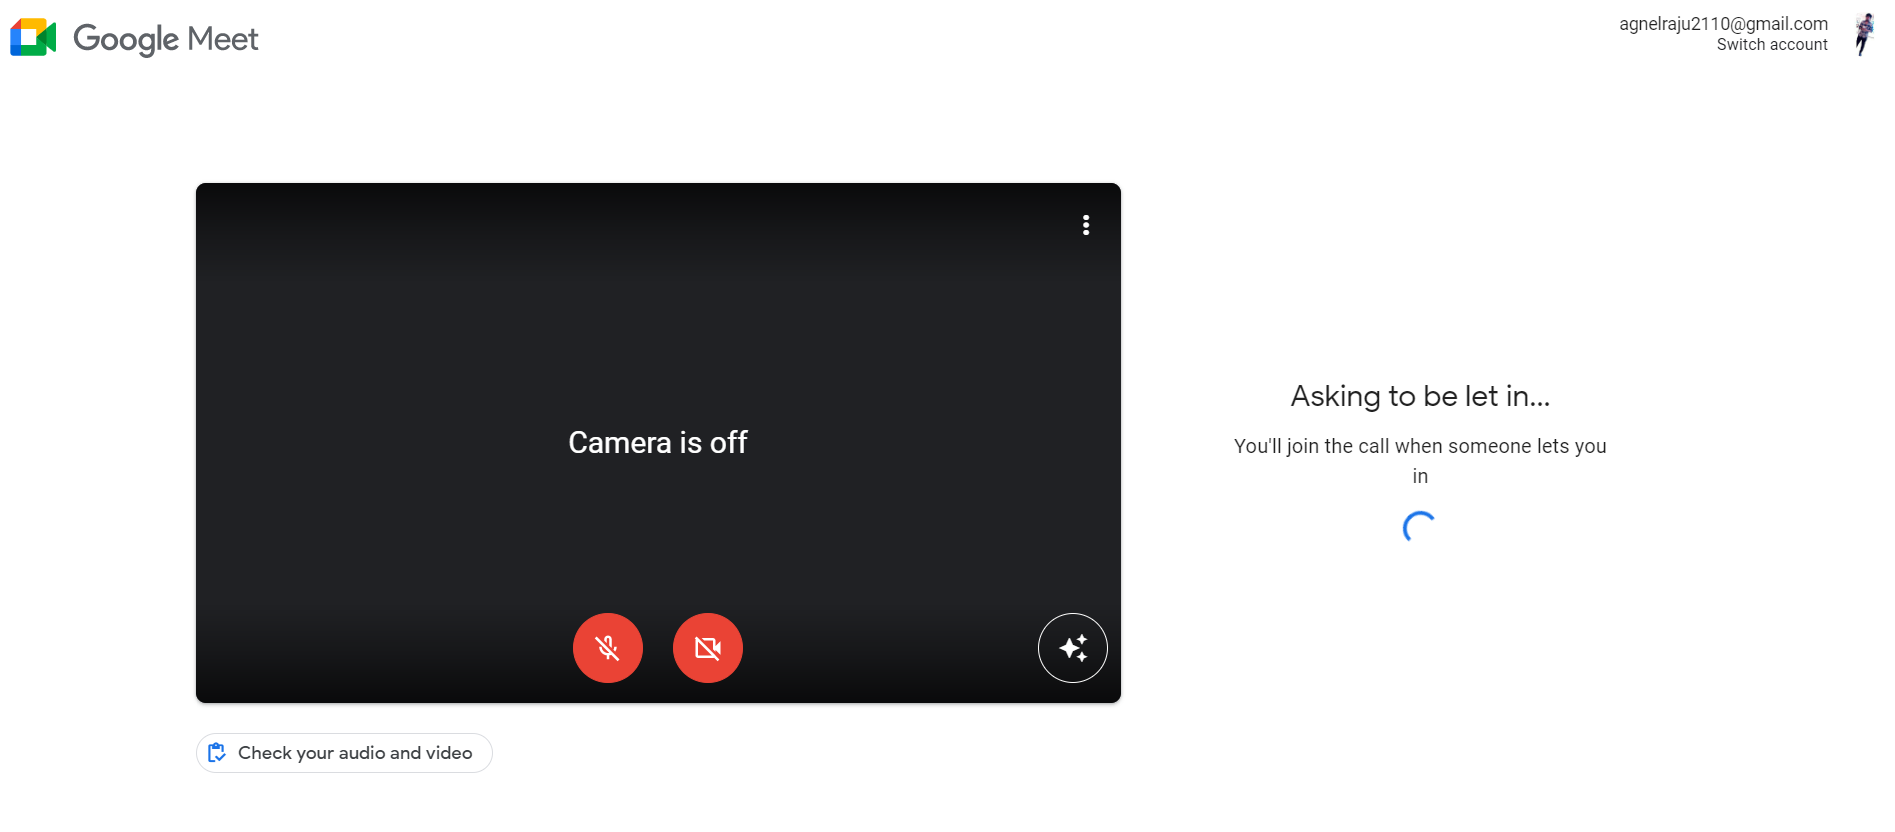 Google Meet
agnelraju2110@gmail.com
Switch account
Camera is off
Asking to be let in...
You'll join the call when someone lets you
in
Check your audio and video